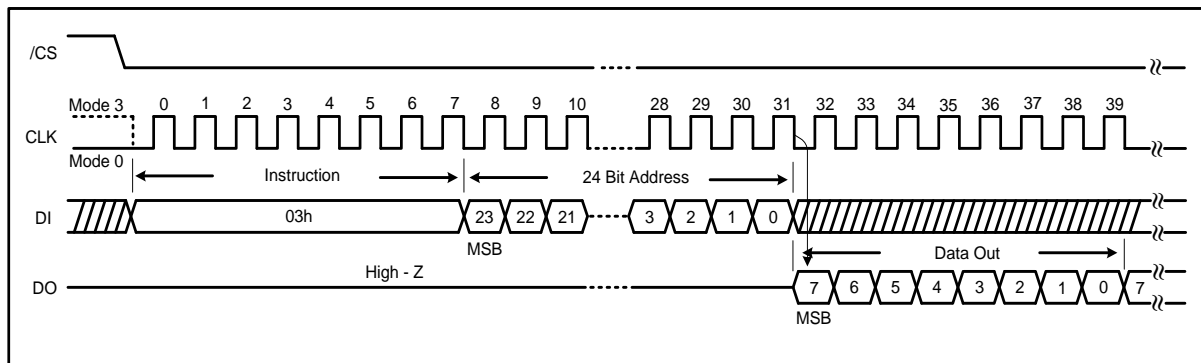 /CS
Mode 3 0 1 2 3 4 5 6 7 8 9 10 28 29 30 31 32 33 34 35 36 37 38 39
CLK
Mode 0
Instruction 24 Bit Address
DI 03h 23 22 21 3 2 1 0
MSB
High - Z Data Out
DO 7 6 5 4 3 2 1 0 7
MSB